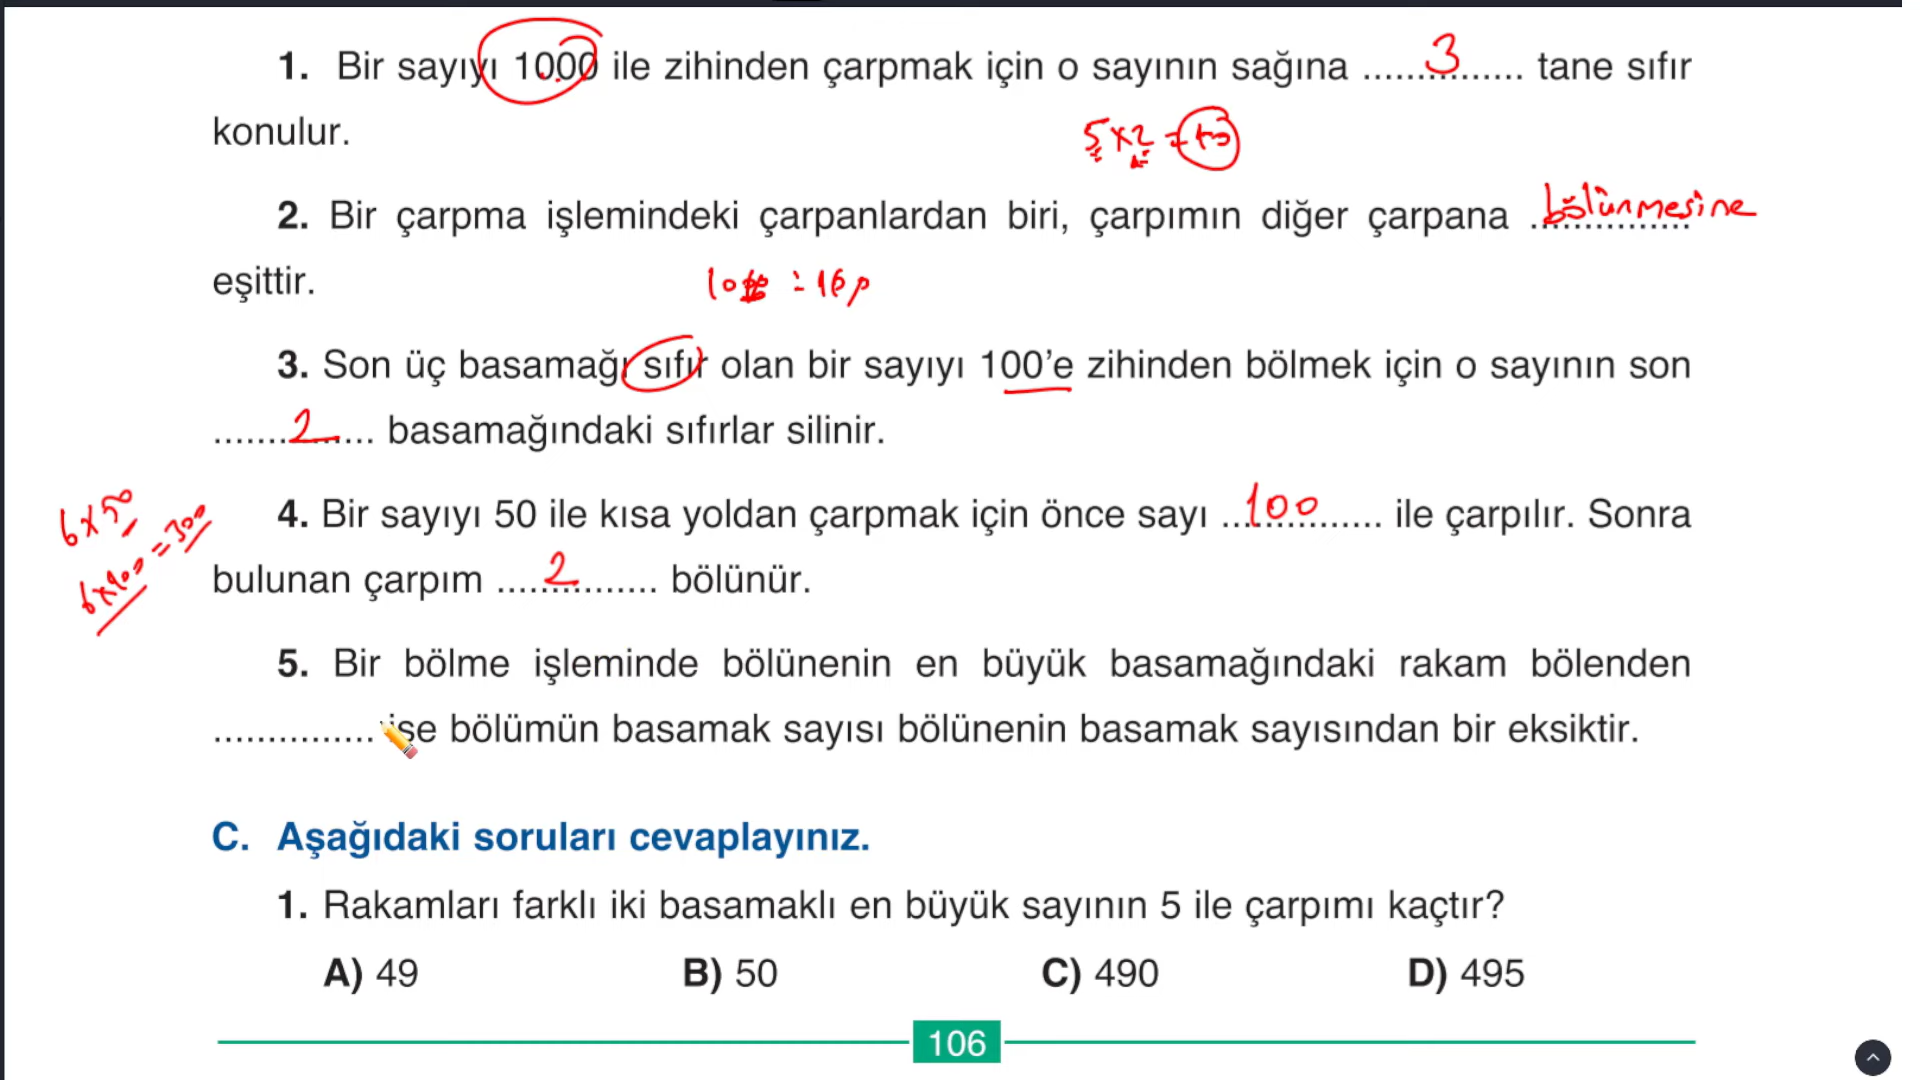 1. Bir sayıyı 1000 ile zihinden çarpmak için o sayının sağına ......3...... tane sıfır
konulur.
5x2 =
2. Bir çarpma işlemindeki çarpanlardan biri, çarpımın diğer çarpana bölünmesine
eşittir.
3. Son üç basamağı sıfır olan bir sayıyı 100’e zihinden bölmek için o sayının son
......2...... basamağındaki sıfırlar silinir.
6x50
4. Bir sayıyı 50 ile kısa yoldan çarpmak için önce sayı ...100...... ile çarpılır. Sonra
6x100 = 300
bulunan çarpım ......2...... bölünür.
5. Bir bölme işleminde bölünenin en büyük basamağındaki rakam bölenden
............... ise bölümün basamak sayısı bölünenin basamak sayısından bir eksiktir.
C. Aşağıdaki soruları cevaplayınız.
1. Rakamları farklı iki basamaklı en büyük sayının 5 ile çarpımı kaçtır?
A) 49 B) 50 C) 490 D) 495
106